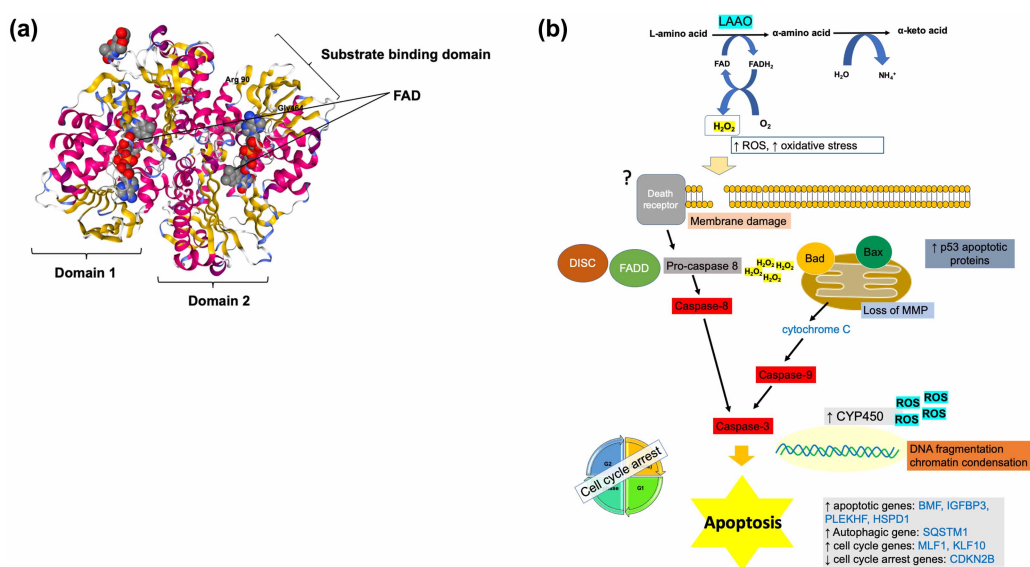 (a)
Substrate binding domain
Arg 90
FAD
Domain 1
Domain 2
(b)
LAAO
L-amino acid
α-amino acid
α-keto acid
FAD
FADH₂
H₂O
NH₄⁺
H₂O₂
O₂
↑ ROS, ↑ oxidative stress
?
Death
receptor
Membrane damage
DISC
FADD
Pro-caspase 8
H₂O₂
H₂O₂
H₂O₂
H₂O₂
Bad
Bax
↑ p53 apoptotic
proteins
Loss of MMP
Caspase-8
cytochrome C
Caspase-9
Caspase-3
↑ CYP450
ROS
ROS
ROS
ROS
DNA fragmentation
chromatin condensation
G2
G1
Cell cycle arrest
Apoptosis
↑ apoptotic genes: BMF, IGFBP3,
PLEKHF, HSPD1
↑ Autophagic gene: SQSTM1
↑ cell cycle genes: MLF1, KLF10
↓ cell cycle arrest genes: CDKN2B